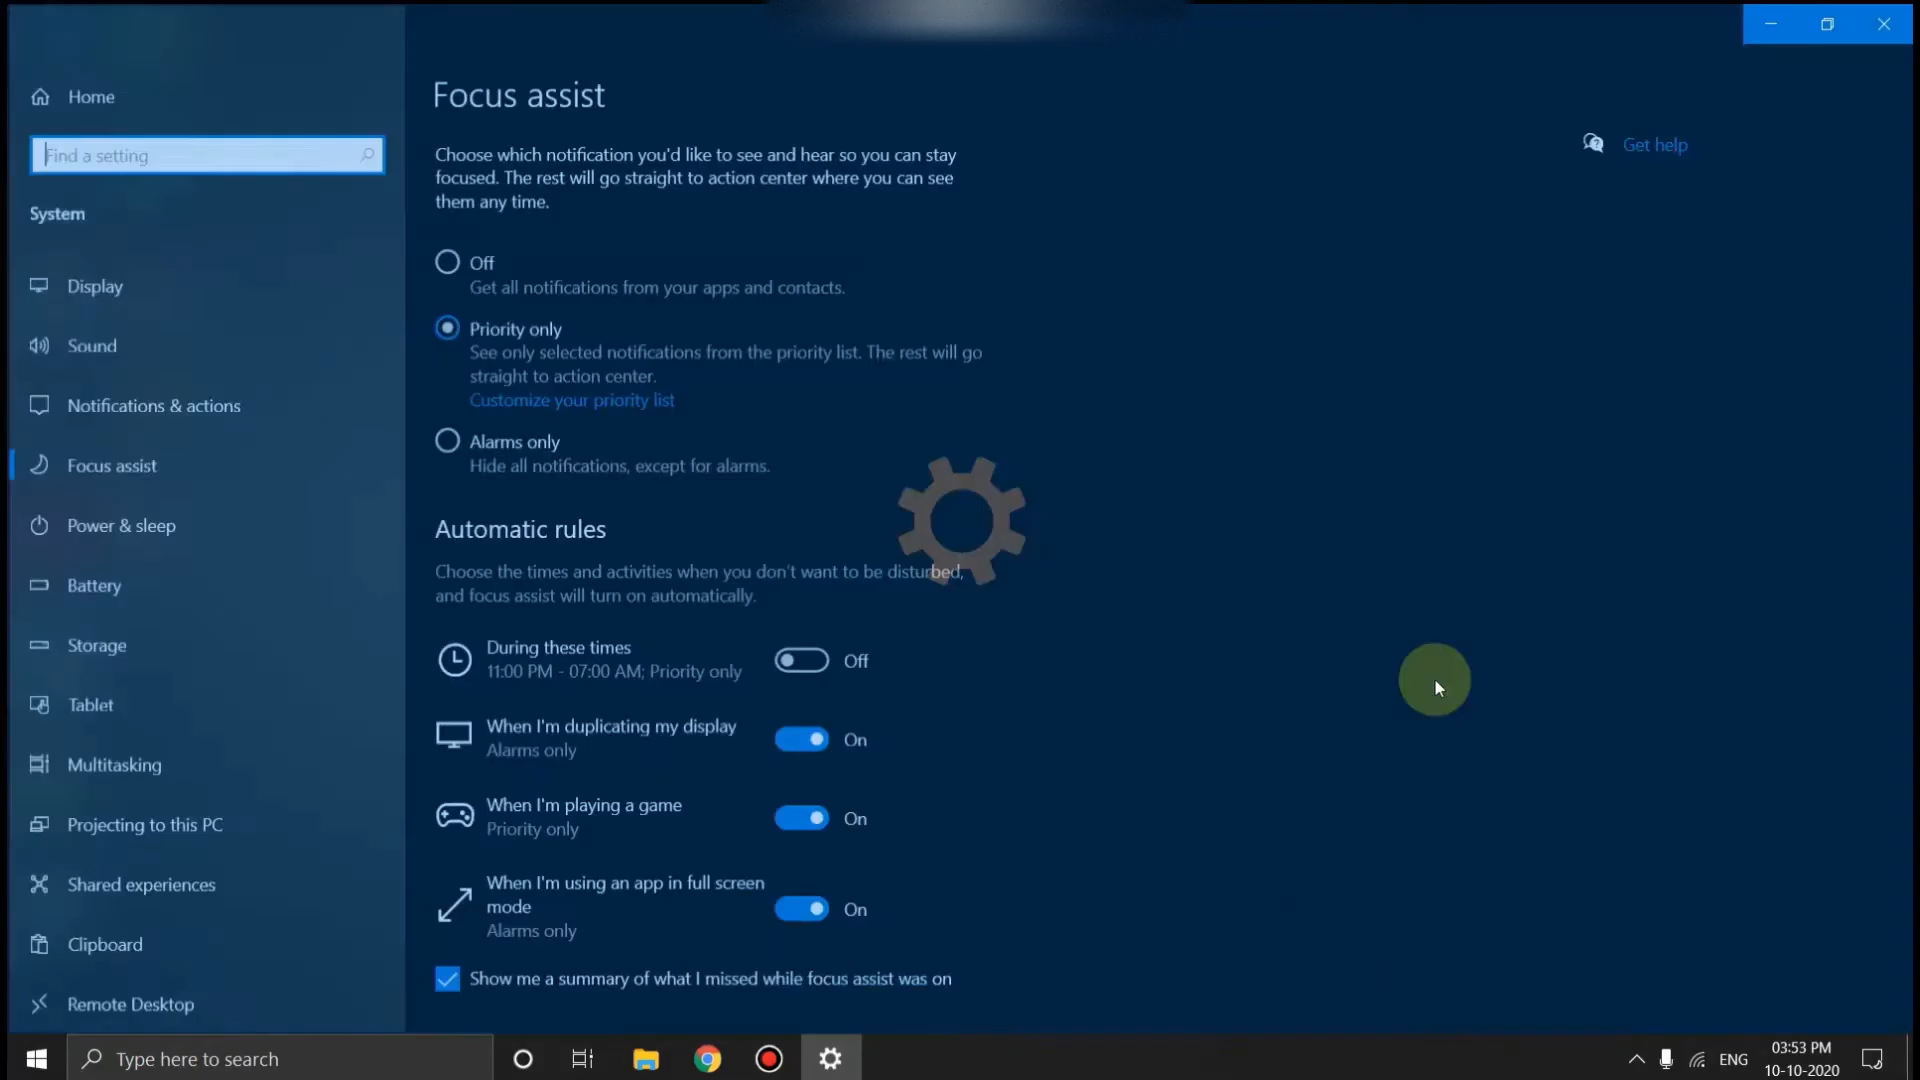 Home
Find a setting
System
Display
Sound
Notifications & actions
Focus assist
Power & sleep
Battery
Storage
Tablet
Multitasking
Projecting to this PC
Shared experiences
Clipboard
Remote Desktop
Focus assist
Choose which notification you'd like to see and hear so you can stay
focused. The rest will go straight to action center where you can see
them any time.
Off
Get all notifications from your apps and contacts.
Priority only
See only selected notifications from the priority list. The rest will go
straight to action center.
Customize your priority list
Alarms only
Hide all notifications, except for alarms.
Automatic rules
Choose the times and activities when you don't want to be disturbed,
and focus assist will turn on automatically.
During these times
11:00 PM - 07:00 AM; Priority only
Off
When I'm duplicating my display
Alarms only
On
When I'm playing a game
Priority only
On
When I'm using an app in full screen
mode
Alarms only
On
Show me a summary of what I missed while focus assist was on
Get help
Type here to search
ENG
03:53 PM
10-10-2020